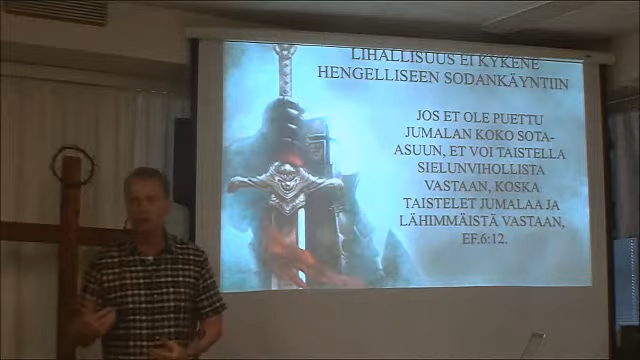 LIHALLISUUS EI KYKENE
HENGELLISEEN SODANKÄYNTIIN
JOS ET OLE PUETTU
JUMALAN KOKO SOTA-
ASUUN, ET VOI TAISTELLA
SIELUNVIHOLLISTA
VASTAAN, KOSKA
TAISTELET JUMALAA JA
LÄHIMMÄISTÄ VASTAAN,
EF.6:12.